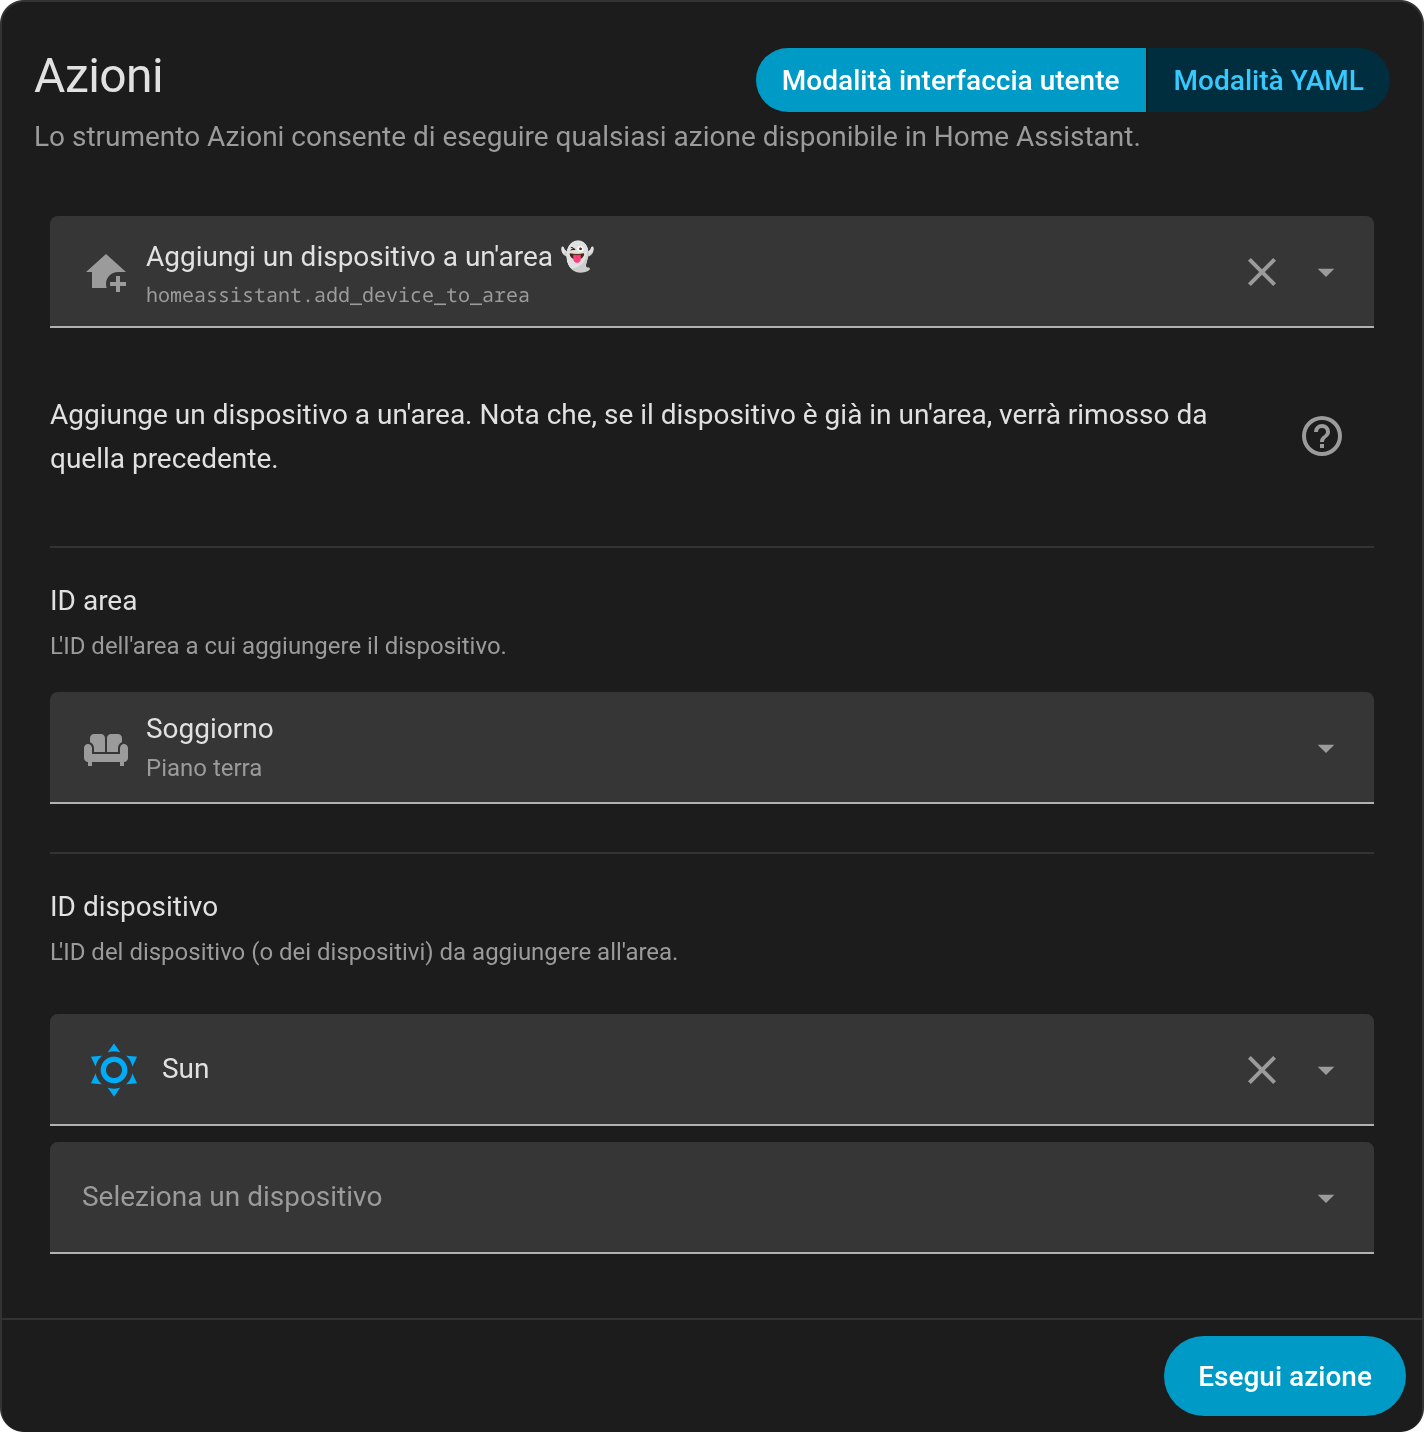 Azioni
Modalità interfaccia utente
Modalità YAML
Lo strumento Azioni consente di eseguire qualsiasi azione disponibile in Home Assistant.
Aggiungi un dispositivo a un'area 👻
homeassistant.add_device_to_area
Aggiunge un dispositivo a un'area. Nota che, se il dispositivo è già in un'area, verrà rimosso da
quella precedente.
ID area
L'ID dell'area a cui aggiungere il dispositivo.
Soggiorno
Piano terra
ID dispositivo
L'ID del dispositivo (o dei dispositivi) da aggiungere all'area.
Sun
Seleziona un dispositivo
Esegui azione